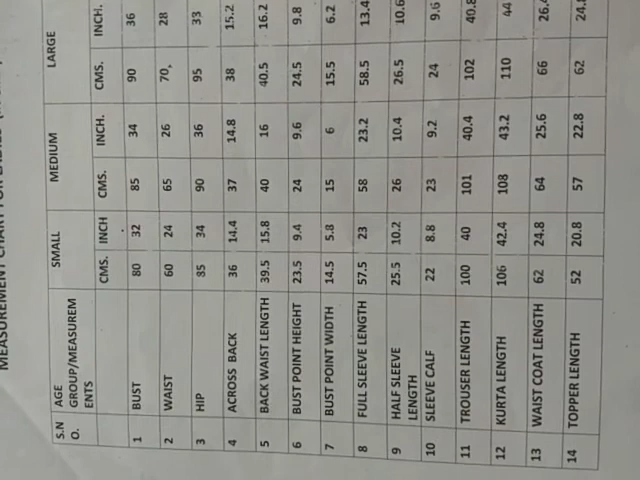 MEASUREMENT CHART FOR LADIES
S.N O. AGE GROUP/MEASUREM ENTS SMALL MEDIUM LARGE
CMS. INCH CMS. INCH. CMS. INCH.
1 BUST 80 32 85 34 90 36
2 WAIST 60 24 65 26 70, 28
3 HIP 85 34 90 36 95 33
4 ACROSS BACK 36 14.4 37 14.8 38 15.2
5 BACK WAIST LENGTH 39.5 15.8 40 16 40.5 16.2
6 BUST POINT HEIGHT 23.5 9.4 24 9.6 24.5 9.8
7 BUST POINT WIDTH 14.5 5.8 15 6 15.5 6.2
8 FULL SLEEVE LENGTH 57.5 23 58 23.2 58.5 13.4
9 HALF SLEEVE LENGTH 25.5 10.2 26 10.4 26.5 10.6
10 SLEEVE CALF 22 8.8 23 9.2 24 9.6
11 TROUSER LENGTH 100 40 101 40.4 102 40.8
12 KURTA LENGTH 106 42.4 108 43.2 110 44
13 WAIST COAT LENGTH 62 24.8 64 25.6 66 26.4
14 TOPPER LENGTH 52 20.8 57 22.8 62